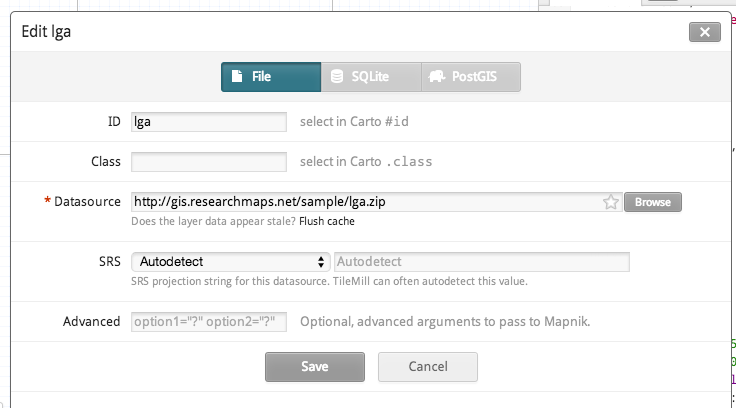 Edit lga
File SQLite PostGIS
ID lga select in Carto #id
Class select in Carto .class
* Datasource http://gis.researchmaps.net/sample/lga.zip Browse
Does the layer data appear stale? Flush cache
SRS Autodetect Autodetect
SRS projection string for this datasource. TileMill can often autodetect this value.
Advanced option1="?" option2="?" Optional, advanced arguments to pass to Mapnik.
Save Cancel